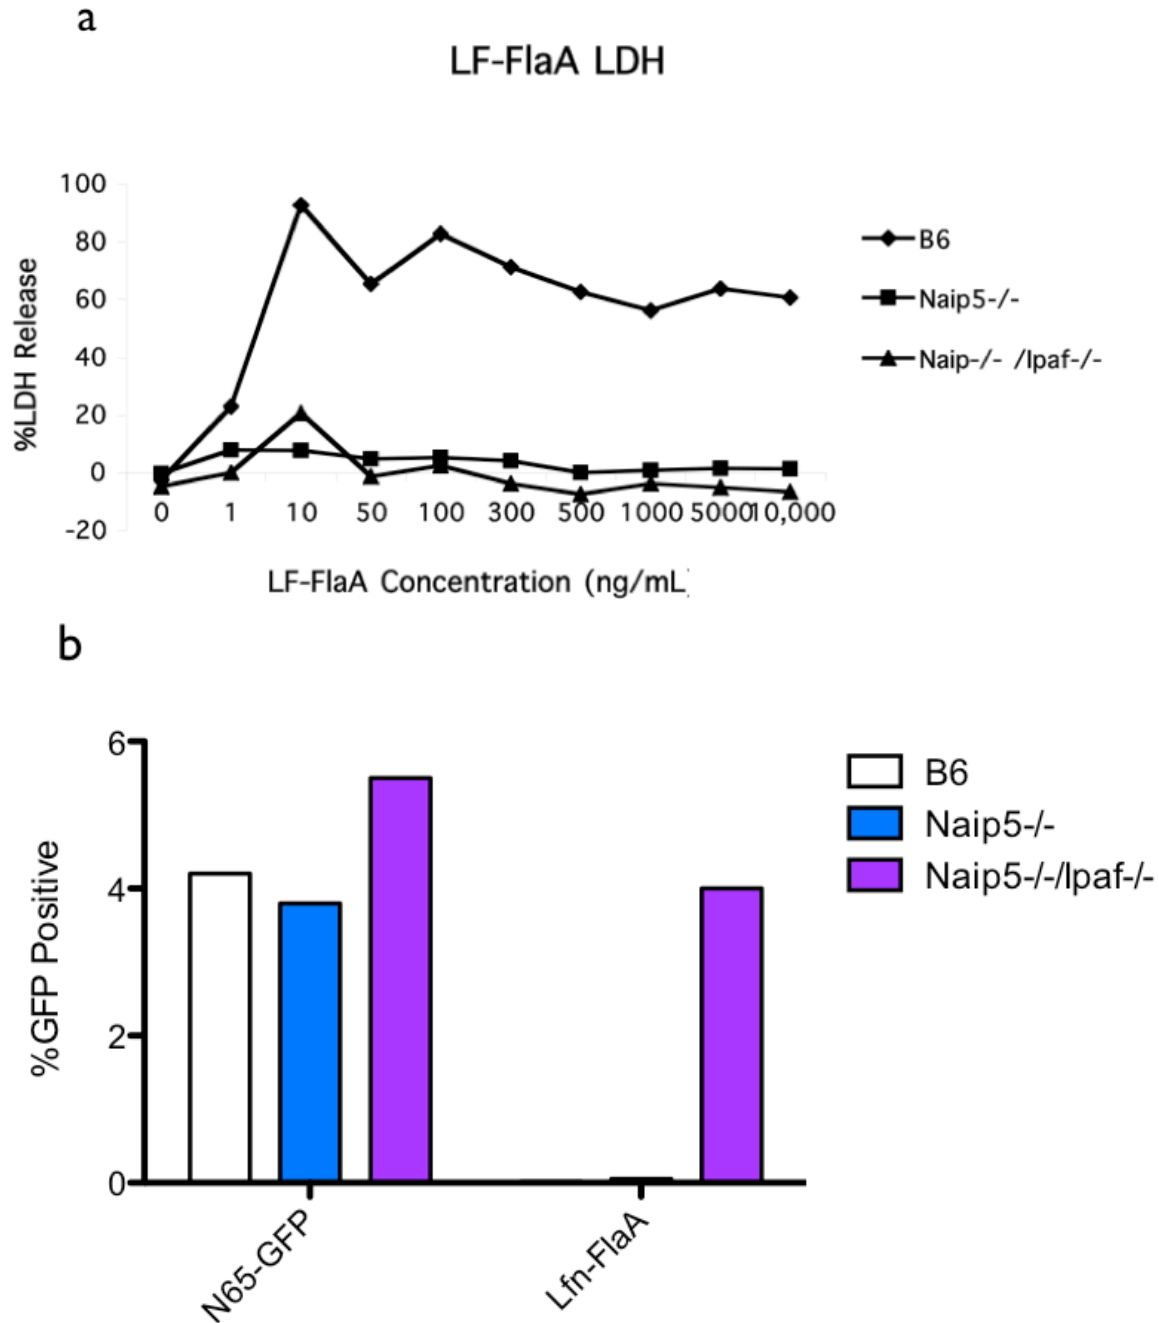 a
LF-FlaA LDH
100
80
60
40
20
0
-20
%LDH Release
0 1 10 50 100 300 500 1000 5000 10,000
LF-FlaA Concentration (ng/mL
B6
Naip5-/-
Naip-/- /Ipaf-/-
b
6
4
2
0
%GFP Positive
N65-GFP
Lfn-FlaA
B6
Naip5-/-
Naip5-/-/Ipaf-/-